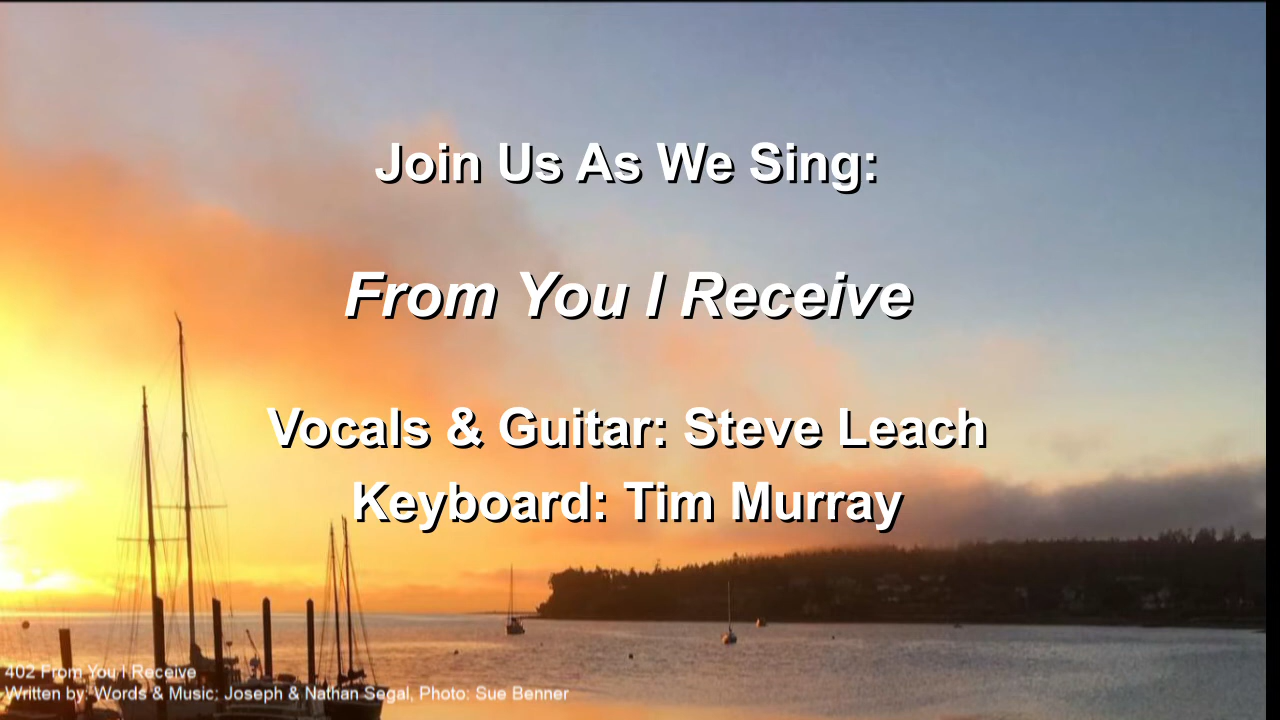 Join Us As We Sing:
From You I Receive
Vocals & Guitar: Steve Leach
Keyboard: Tim Murray
402 From You I Receive
Written by: Words & Music: Joseph & Nathan Segal, Photo: Sue Benner